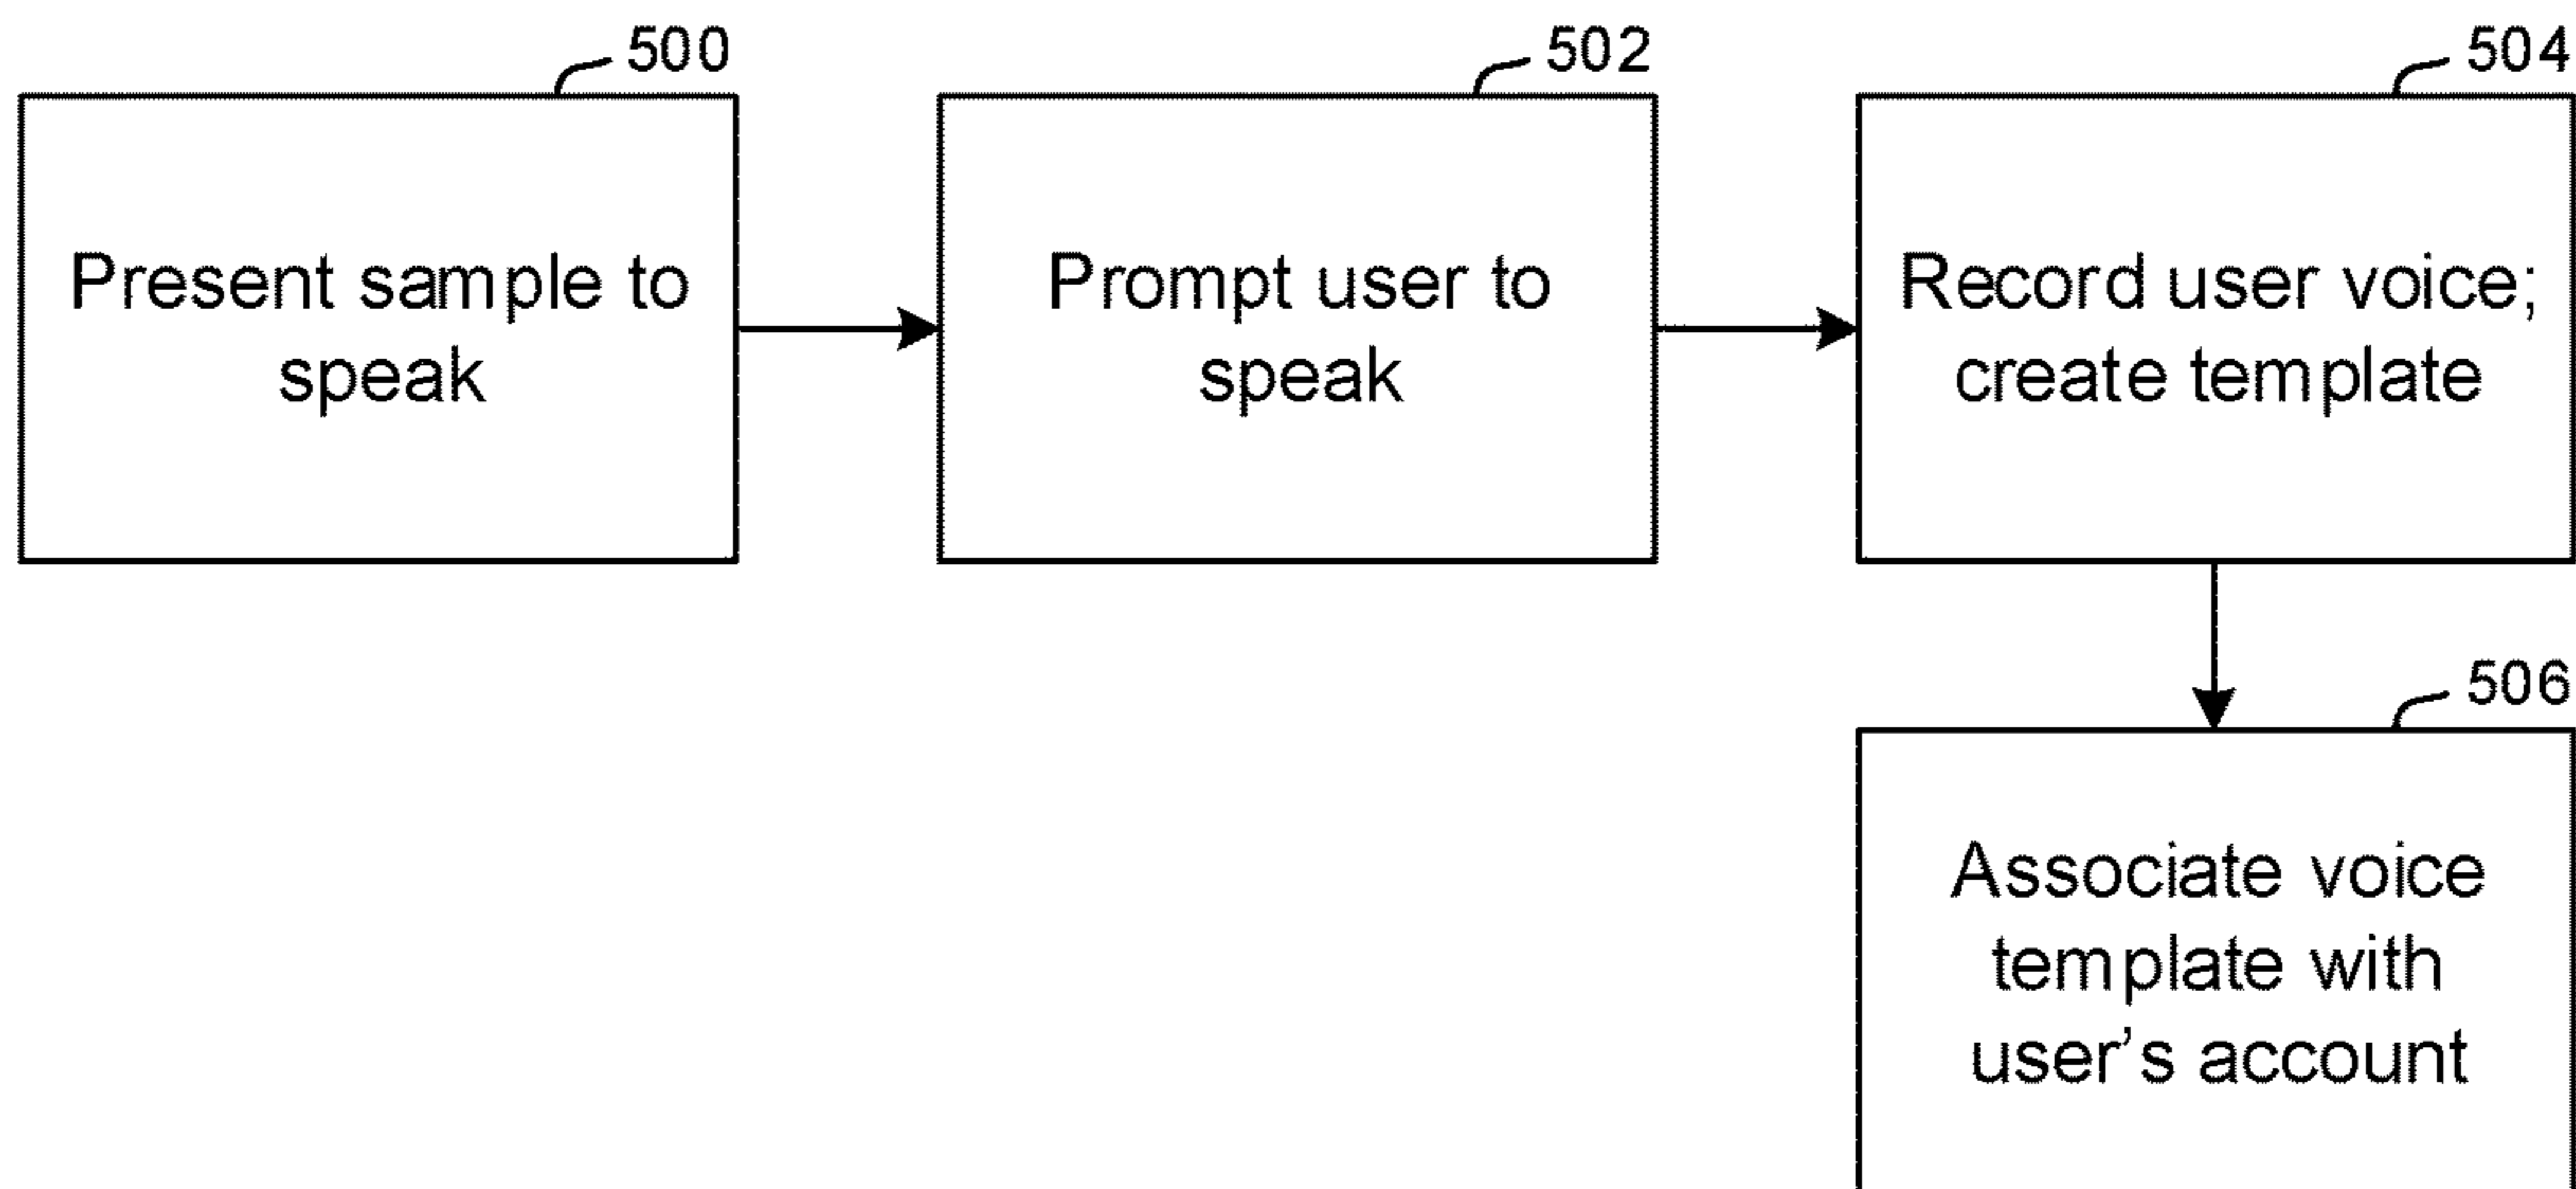 500
Present sample to
speak
502
Prompt user to
speak
504
Record user voice;
create template
506
Associate voice
template with
user’s account